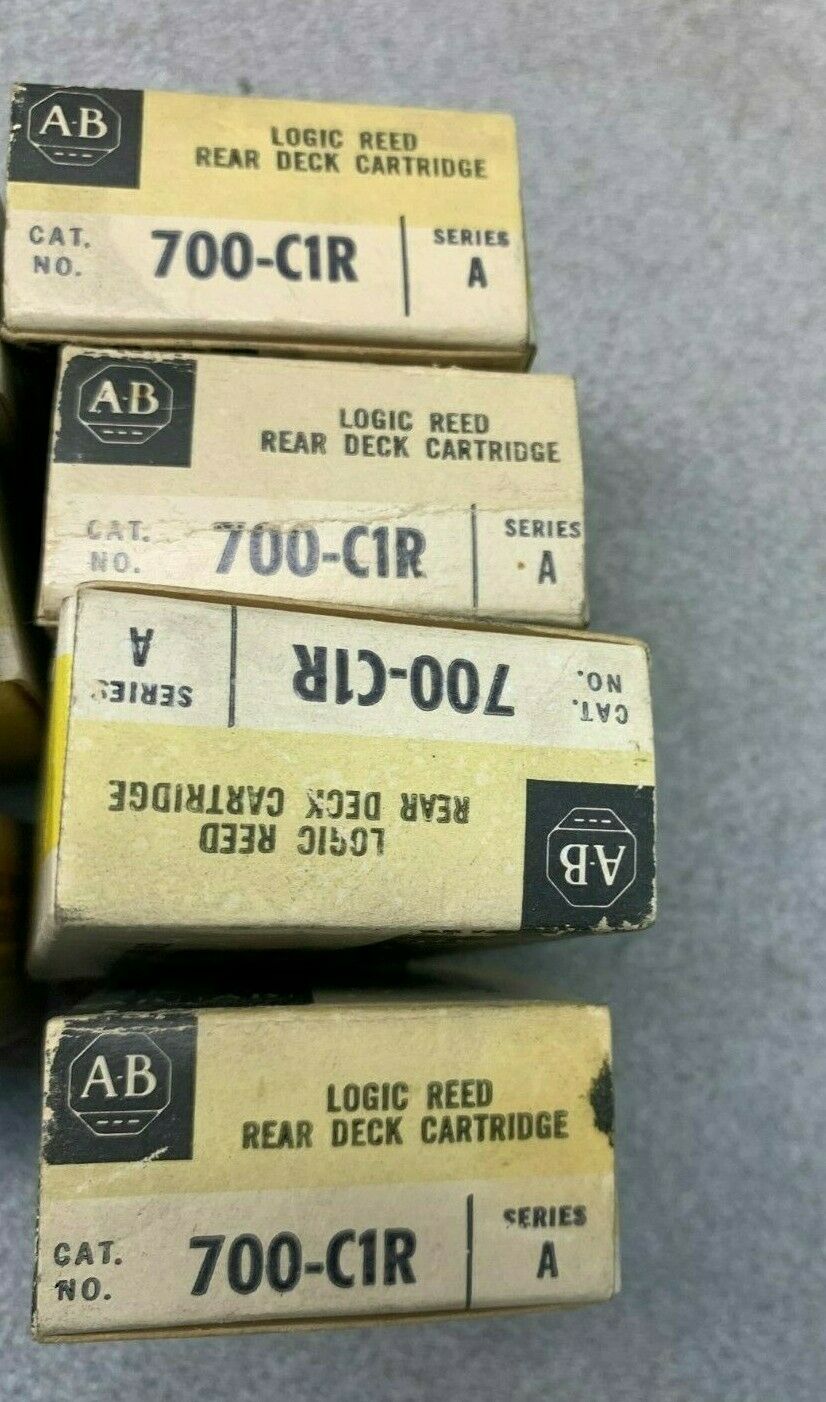 A-B
LOGIC REED
REAR DECK CARTRIDGE
CAT. NO.
700-C1R
SERIES A
A-B
LOGIC REED
REAR DECK CARTRIDGE
CAT. NO.
700-C1R
SERIES A
A-B
LOGIC REED
REAR DECK CARTRIDGE
CAT. NO.
700-C1R
SERIES A
A-B
LOGIC REED
REAR DECK CARTRIDGE
CAT. NO.
700-C1R
SERIES A